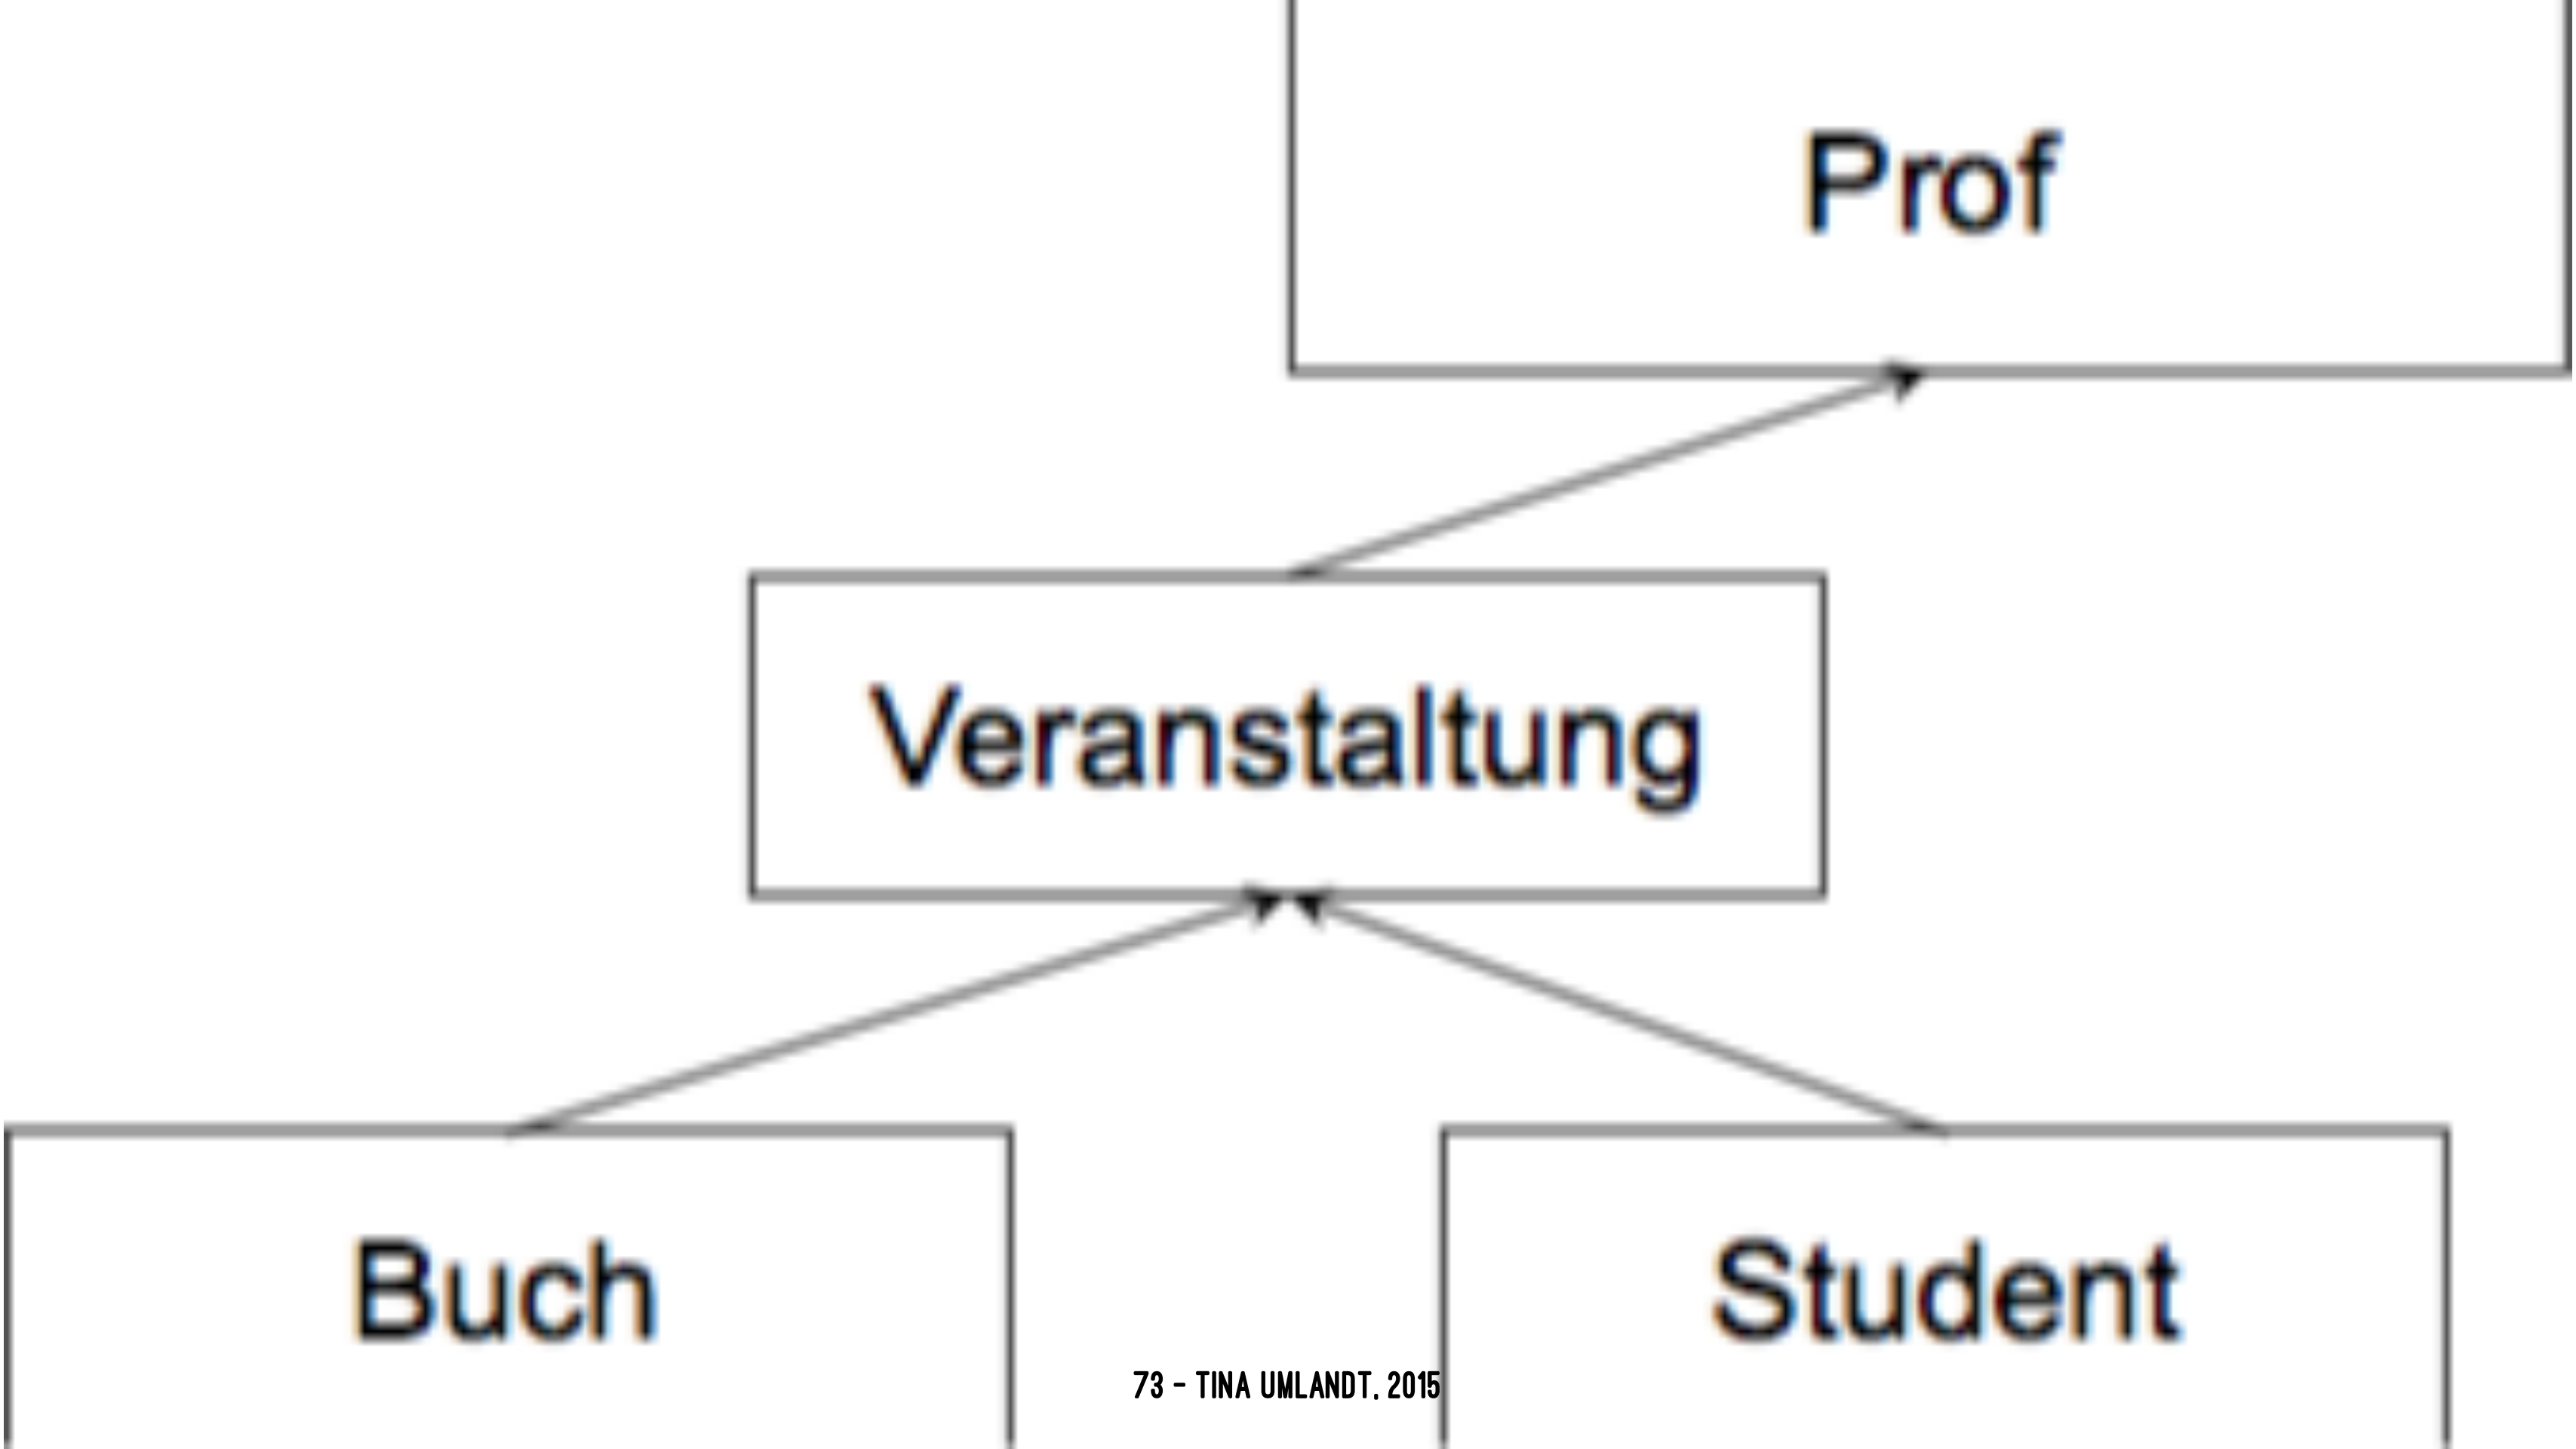 Prof
Veranstaltung
Buch
Student
73 - TINA UMLANDT, 2015